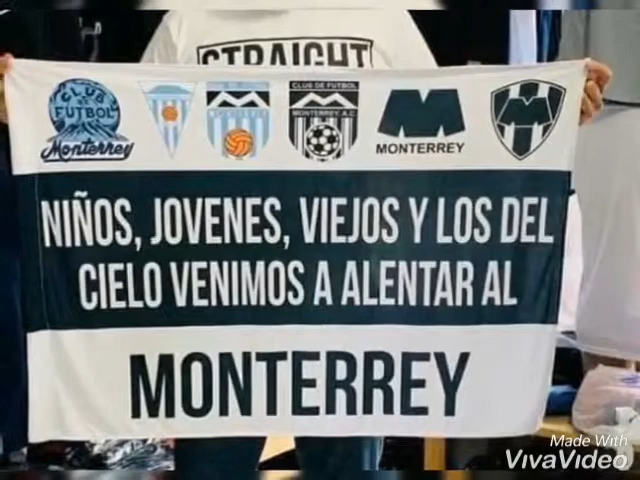 STRAIGHT
CLUB
DE
FUTBOL
Monterrey
CLUB DE FUTBOL
MONTERREY, A.C.
M
MONTERREY
M
NIÑOS, JOVENES, VIEJOS Y LOS DEL
CIELO VENIMOS A ALENTAR AL
MONTERREY
Made With
VivaVideo